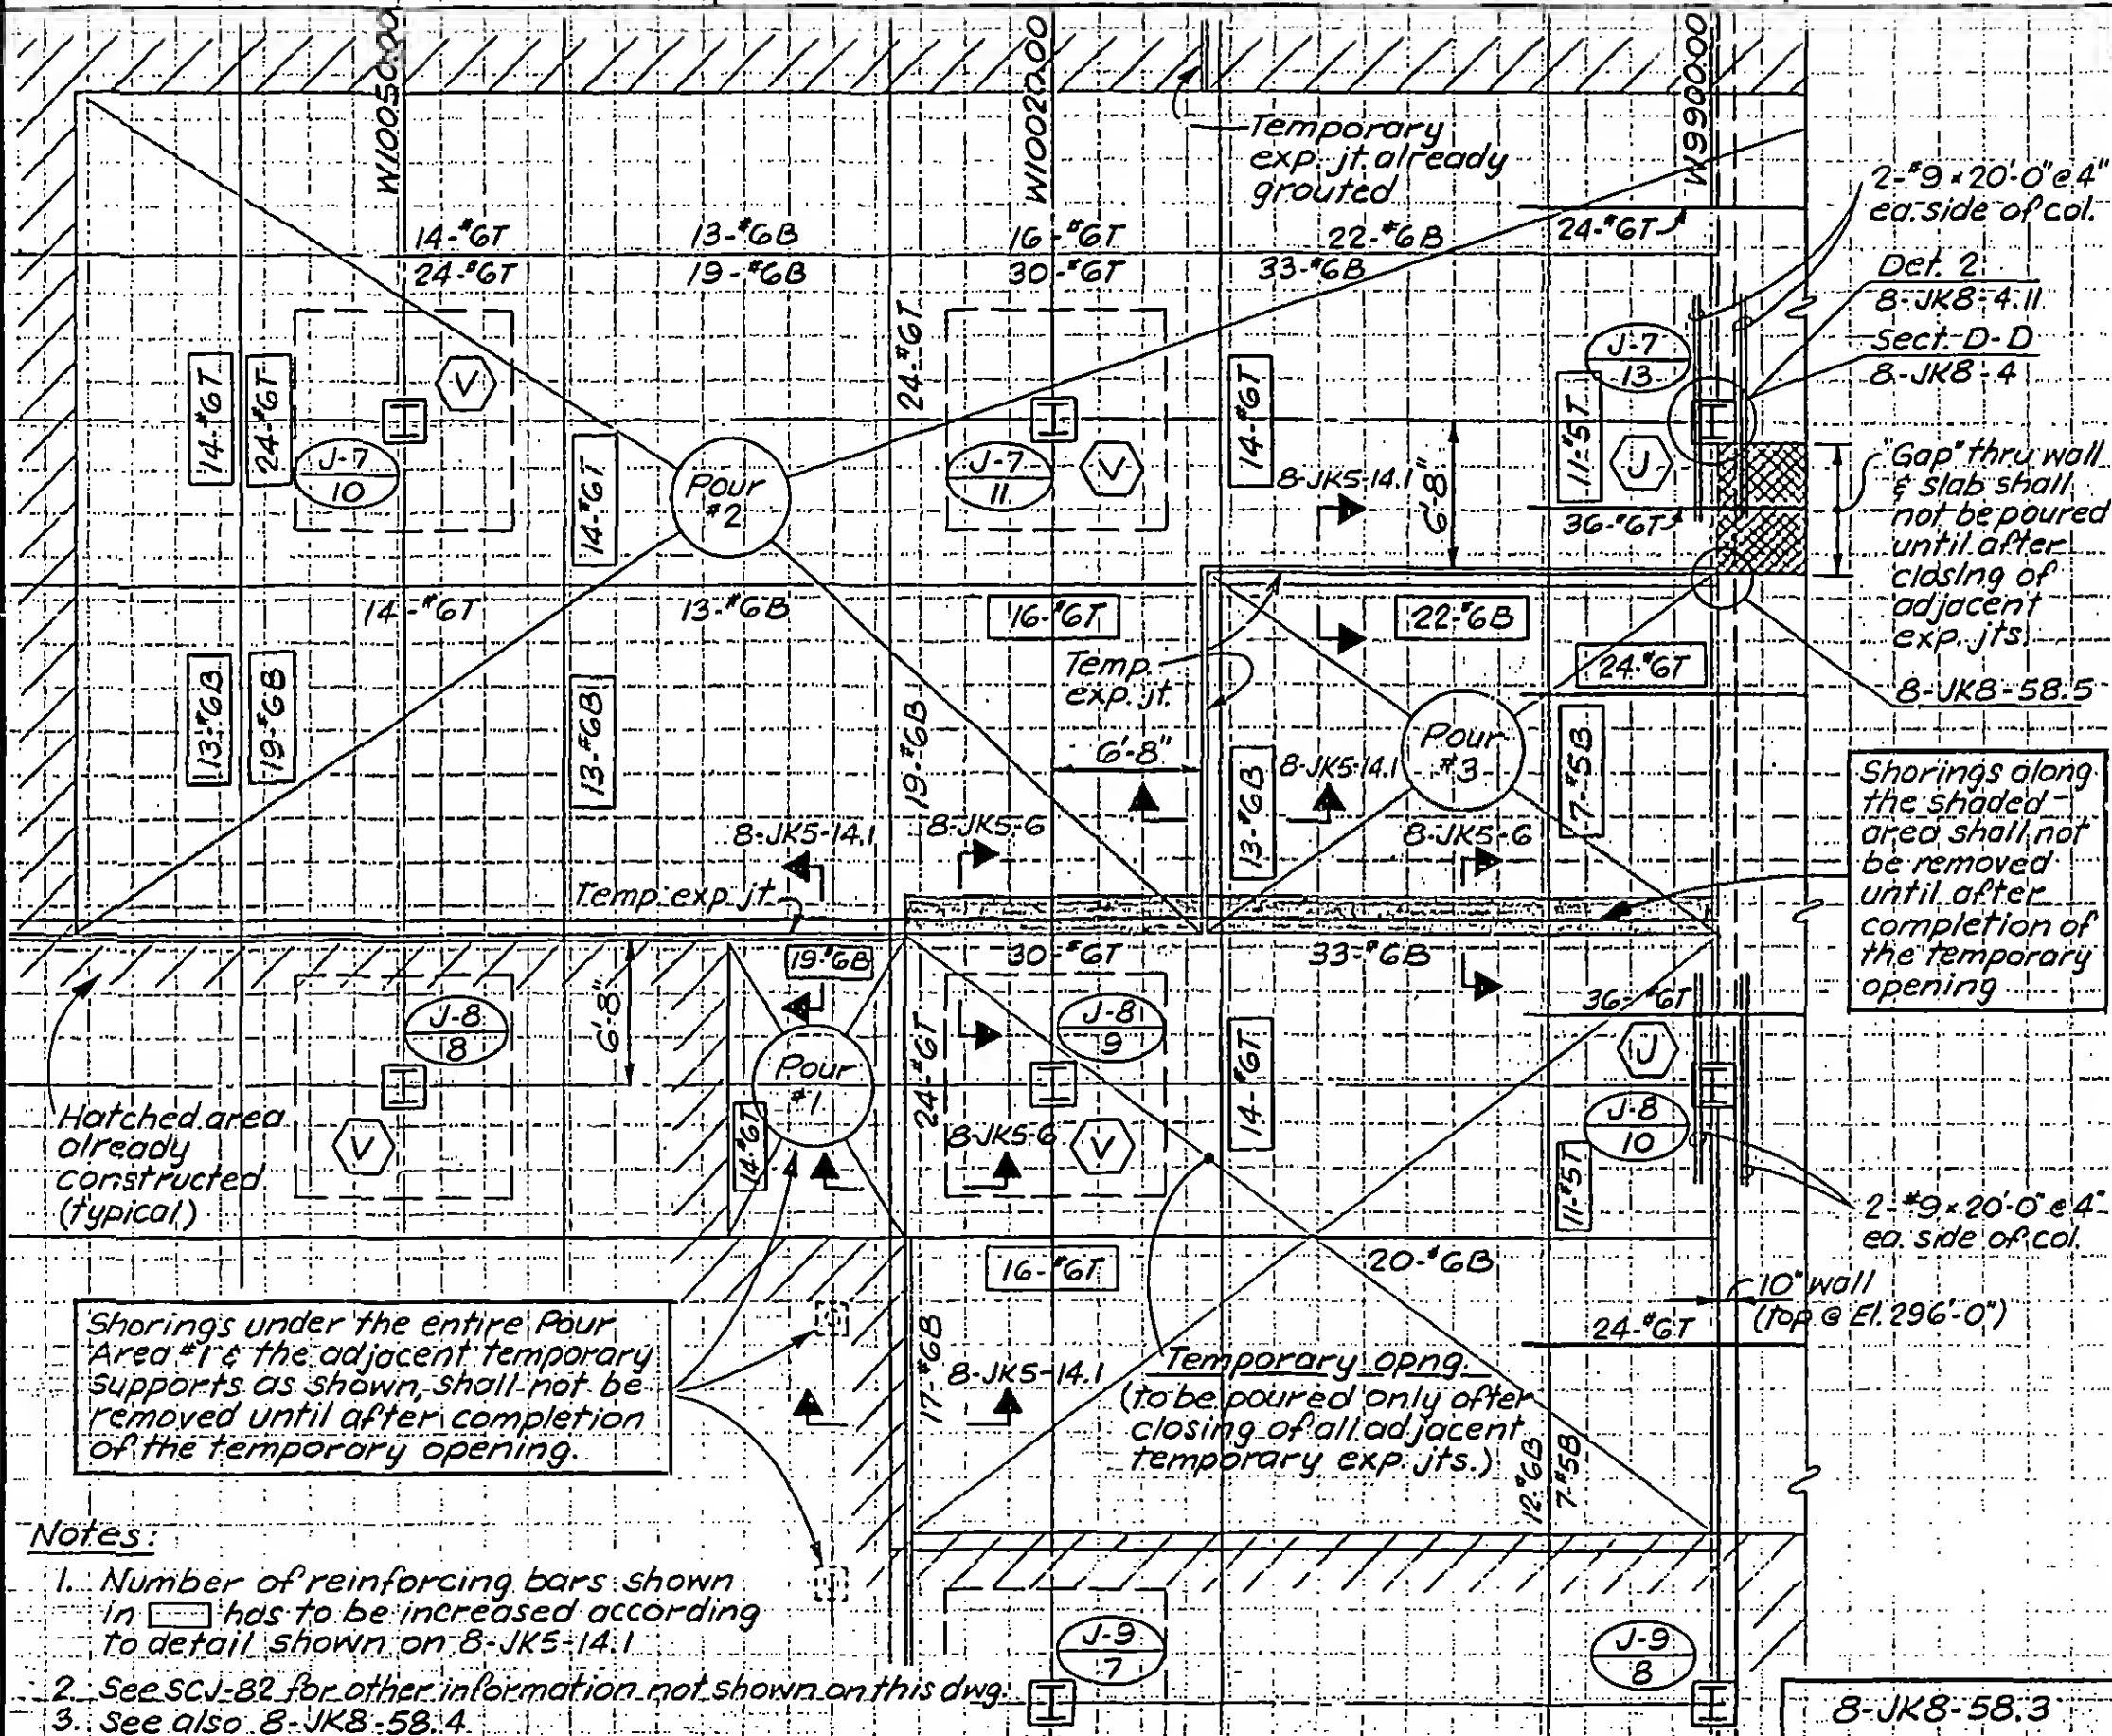 W1005000
W1002000
W990000
Temporary
exp. jt. already
grouted
2-#9×20'-0"@4"
ea. side of col.
14-#6T
13-#6B
16-#6T
22-#6B
24-#6T
24-#6T
19-#6B
30-#6T
33-#6B
Det. 2
8-JK8-4.11
Sect. D-D
8-JK8-4
24-#6T
14-#6T
24-#6T
V
J-7
10
14-#6T
Pour
#2
J-7
11
V
14-#6T
8-JK5-14.1
6'-8"
J-7
13
11-#5T
J
36-#6T
"Gap" thru wall
& slab shall
not be poured
until after
closing of
adjacent
exp. jts.
14-#6T
13-#6B
16-#6T
22-#6B
24-#6T
Temp.
exp. jt.
8-JK8-58.5
13-#6B
19-#6B
13-#6B
19-#6B
6'-8"
13-#6B
8-JK5-14.1
Pour
#3
7-#5B
8-JK5-14.1
8-JK5-6
8-JK5-6
Temp. exp. jt.
Shorings along
the shaded
area shall not
be removed
until after
completion of
the temporary
opening
19-#6B
30-#6T
33-#6B
36-#6T
6'-8"
J-8
8
V
Pour
#1
14-#6T
24-#6T
J-8
9
8-JK5-6
V
14-#6T
J
J-8
10
11-#5T
Hatched area
already
constructed
(typical)
2-#9×20'-0"@4"
ea. side of col.
16-#6T
20-#6B
10" wall
(top @ El. 296'-0")
24-#6T
Shorings under the entire Pour
Area #1 & the adjacent temporary
supports as shown, shall not be
removed until after completion
of the temporary opening.
17-#6B
8-JK5-14.1
Temporary opng.
(to be poured only after
closing of all adjacent
temporary exp. jts.)
12-#6B
7-#5B
Notes:
1. Number of reinforcing bars shown
in has to be increased according
to detail shown on 8-JK5-14.1
2. See SCJ-82 for other information not shown on this dwg.
3. See also 8-JK8-58.4
J-9
7
J-9
8
8-JK8-58.3